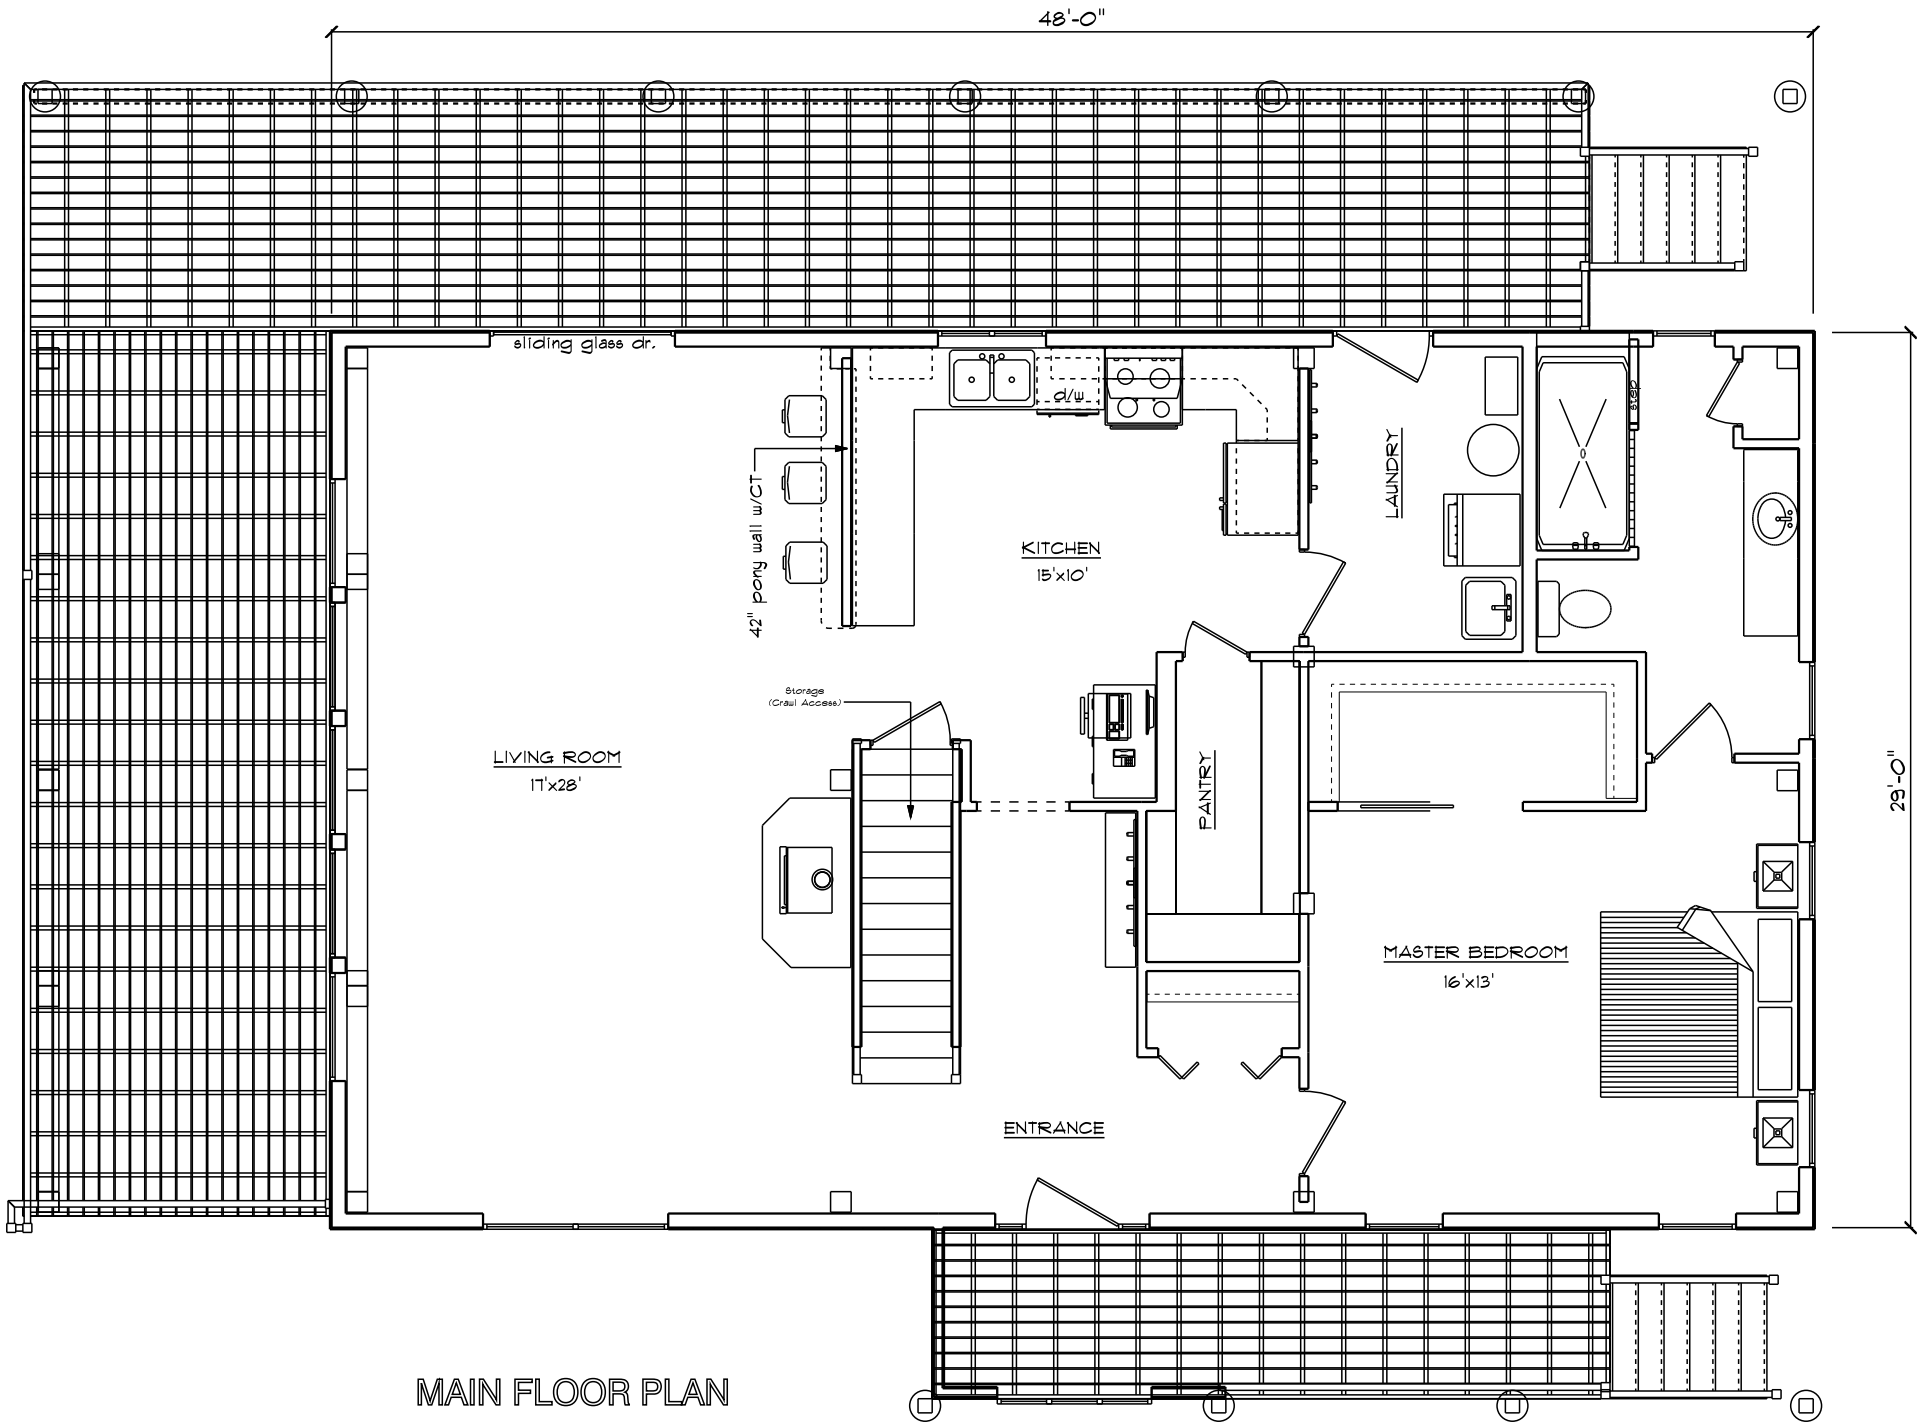 48'-0"
sliding glass dr.
d/w
step
LAUNDRY
42" pony wall w/CT
KITCHEN
15'x10'
Storage
(Crawl Access)
LIVING ROOM
17'x28'
PANTRY
29'-0"
MASTER BEDROOM
16'x13'
ENTRANCE
MAIN FLOOR PLAN